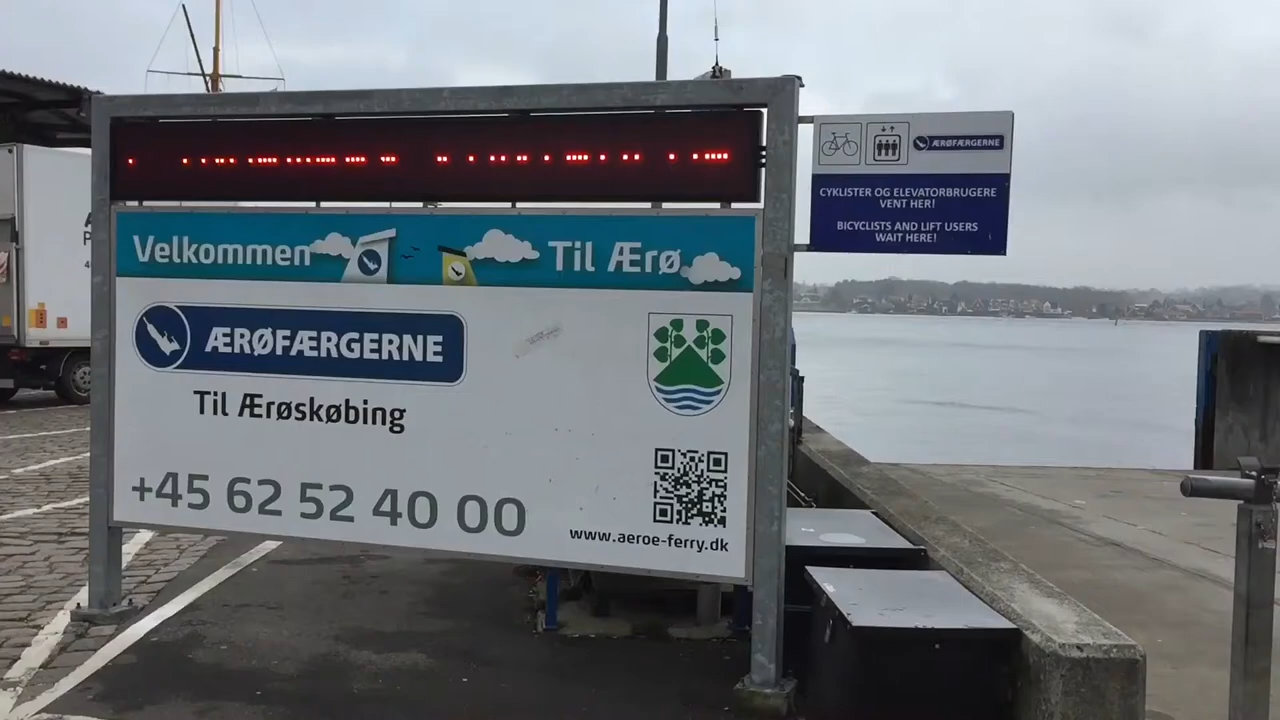 Velkommen
Til Ærø
ÆRØFÆRGERNE
Til Ærøskøbing
+45 62 52 40 00
www.aeroe-ferry.dk
ÆRØFÆRGERNE
CYKLISTER OG ELEVATORBRUGERE
VENT HER!
BICYCLISTS AND LIFT USERS
WAIT HERE!